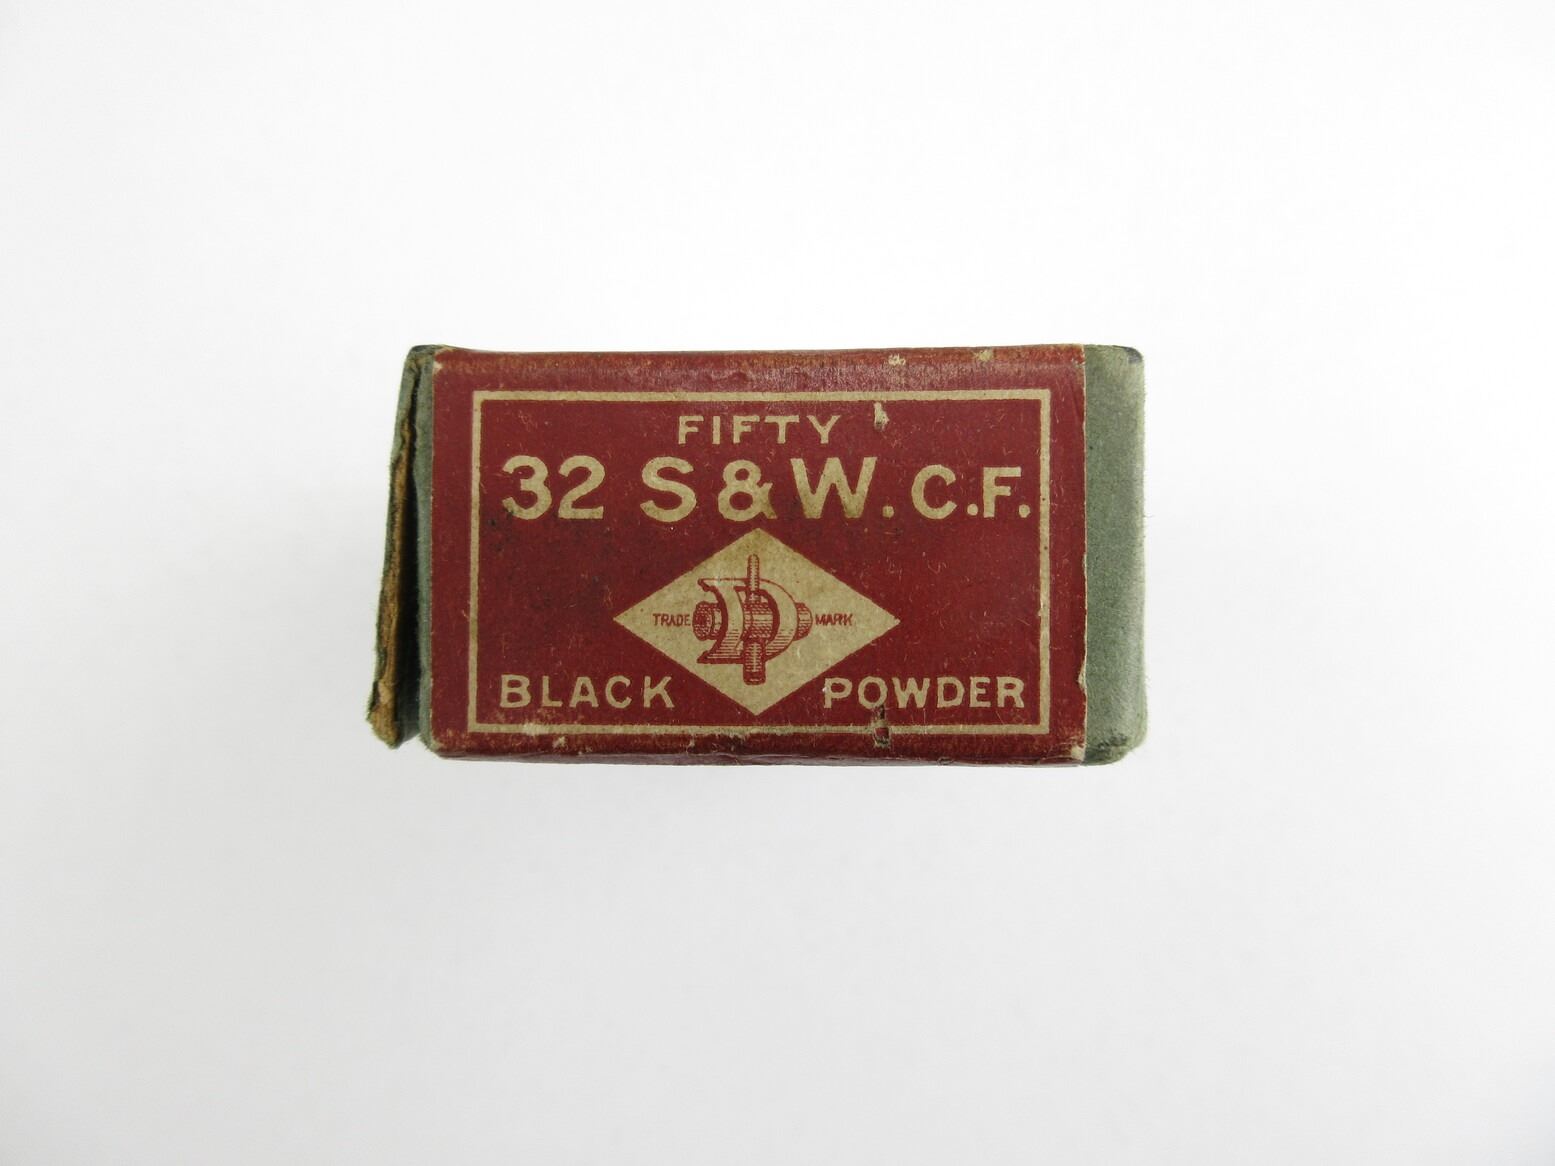 FIFTY
32 S & W. C.F.
TRADE MARK
BLACK POWDER